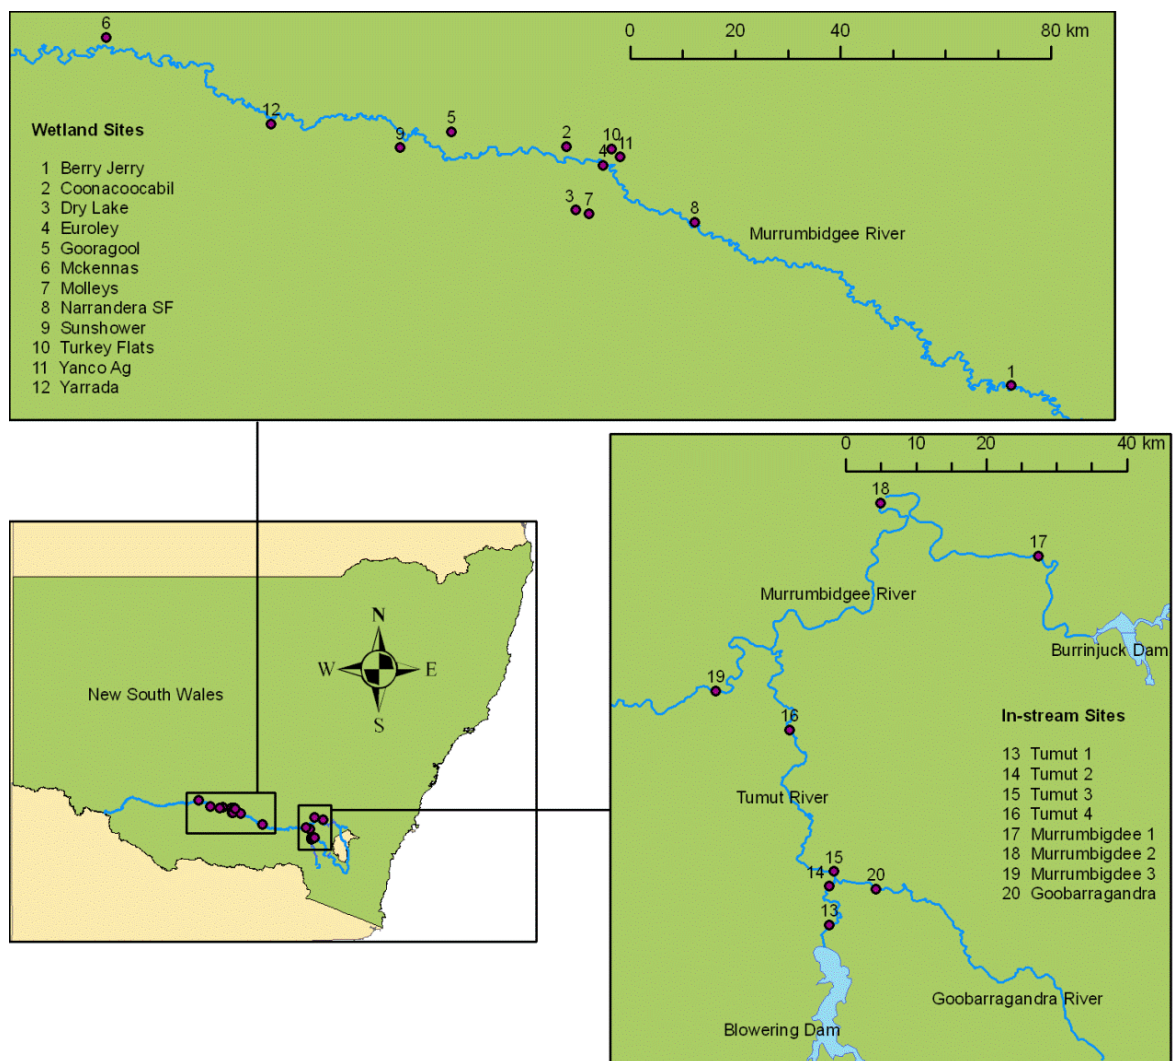 6
0 20 40 80 km
12
5
9
2
10
11
4
3 7
8
Murrumbidgee River
1
Wetland Sites
1 Berry Jerry
2 Coonacoocabil
3 Dry Lake
4 Euroley
5 Gooragool
6 Mckennas
7 Molleys
8 Narrandera SF
9 Sunshower
10 Turkey Flats
11 Yanco Ag
12 Yarrada
N
W E
S
New South Wales
0 10 20 40 km
18
17
Murrumbidgee River
Burrinjuck Dam
19
16
Tumut River
15
14
20
13
Goobarragandra River
Blowering Dam
In-stream Sites
13 Tumut 1
14 Tumut 2
15 Tumut 3
16 Tumut 4
17 Murrumbigdee 1
18 Murrumbigdee 2
19 Murrumbigdee 3
20 Goobarragandra